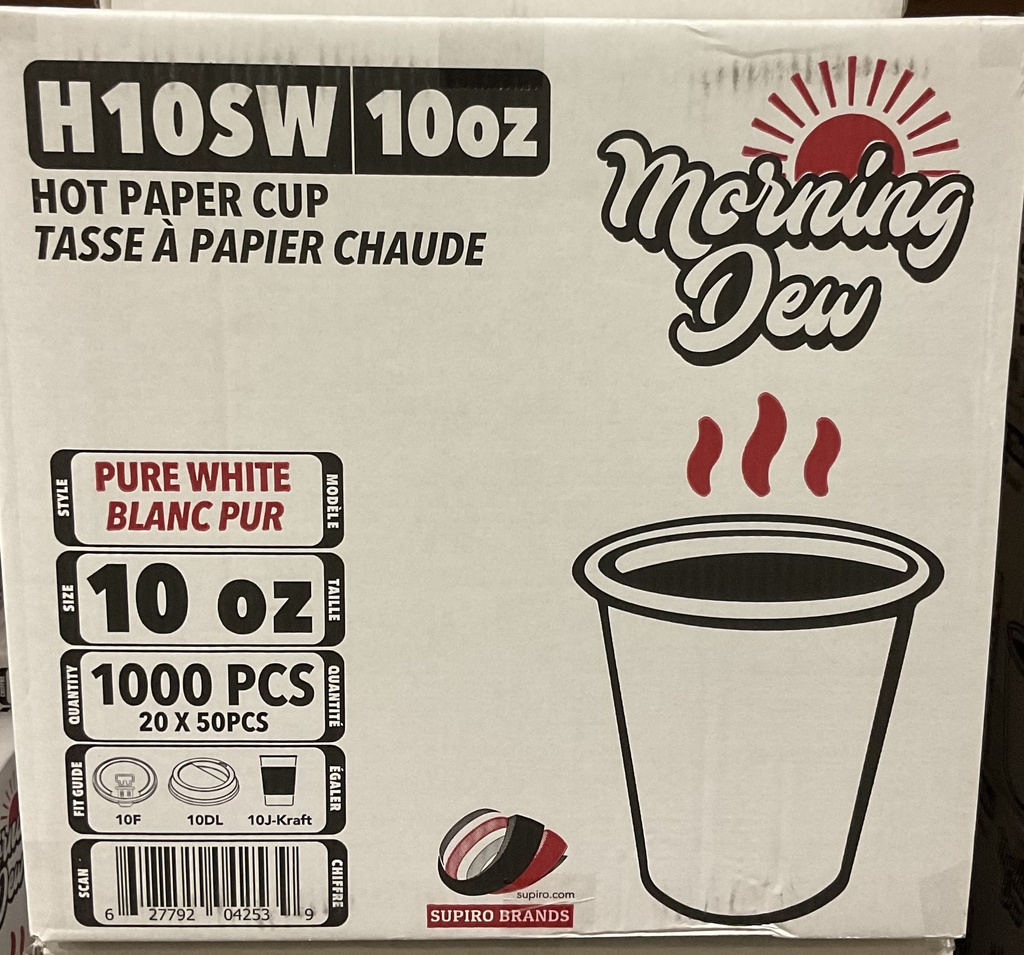 H10SW 10oz
HOT PAPER CUP
TASSE À PAPIER CHAUDE
Morning
Dew
STYLE
PURE WHITE
BLANC PUR
MODÈLE
SIZE
10 oz
TAILLE
QUANTITY
1000 PCS
20 X 50PCS
QUANTITÉ
FIT GUIDE
10F 10DL 10J-Kraft
ÉGALER
SCAN
6 27792 04253 9
CHIFFRE
supiro.com
SUPIRO BRANDS